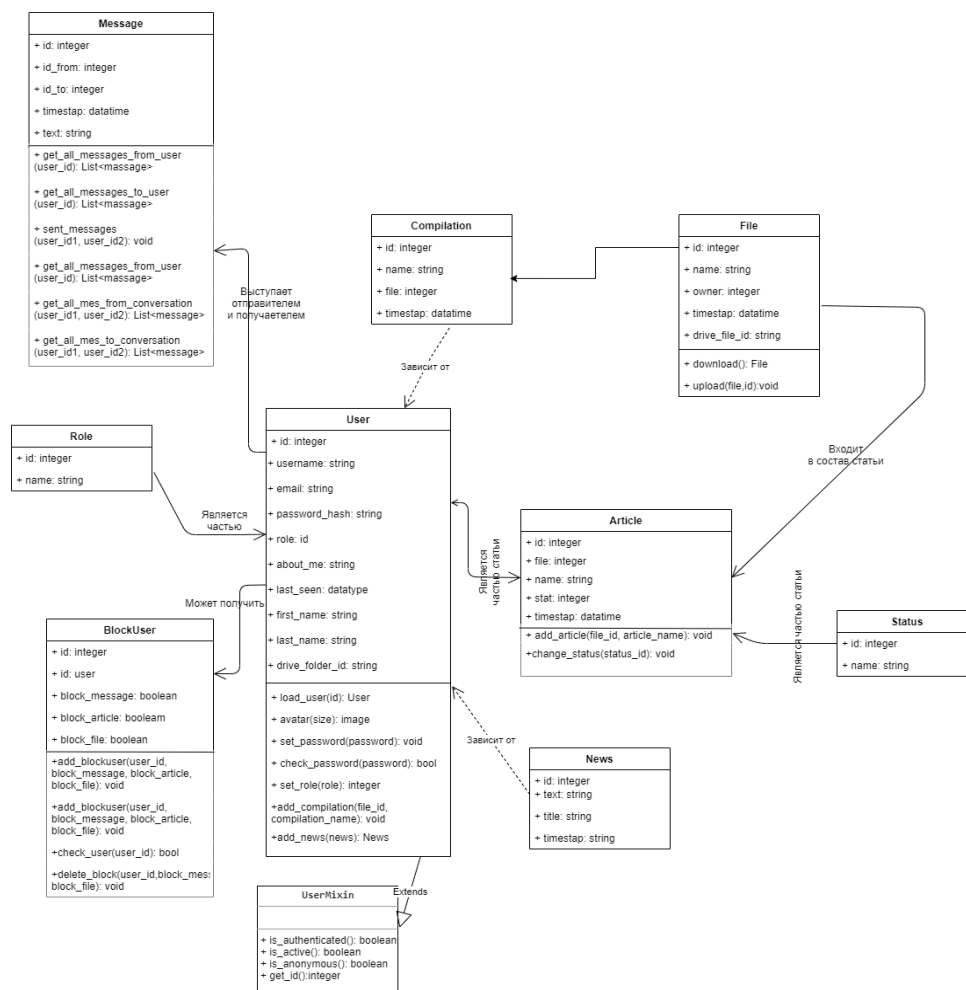 Message
+ id: integer
+ id_from: integer
+ id_to: integer
+ timestap: datatime
+ text: string
+ get_all_messages_from_user
(user_id): List<massage>
+ get_all_messages_to_user
(user_id): List<massage>
+ sent_messages
(user_id1, user_id2): void
+ get_all_messages_from_user
(user_id): List<massage>
+ get_all_mes_from_conversation
(user_id1, user_id2): List<message>
+ get_all_mes_to_conversation
(user_id1, user_id2): List<message>
Выступает
отправителем
и получаетелем
Compilation
+ id: integer
+ name: string
+ file: integer
+ timestap: datatime
File
+ id: integer
+ name: string
+ owner: integer
+ timestap: datatime
+ drive_file_id: string
+ download(): File
+ upload(file,id):void
Зависит от
Входит
в состав статьи
Role
+ id: integer
+ name: string
Является
частью
User
+ id: integer
+ username: string
+ email: string
+ password_hash: string
+ role: id
+ about_me: string
+ last_seen: datatype
+ first_name: string
+ last_name: string
+ drive_folder_id: string
+ load_user(id): User
+ avatar(size): image
+ set_password(password): void
+ check_password(password): bool
+ set_role(role): integer
+add_compilation(file_id,
compilation_name): void
+add_news(news): News
Является
частью статьи
Article
+ id: integer
+ file: integer
+ name: string
+ stat: integer
+ timestap: datetime
+ add_article(file_id, article_name): void
+change_status(status_id): void
Является частью статьи
Status
+ id: integer
+ name: string
Может получить
BlockUser
+ id: integer
+ id: user
+ block_message: boolean
+ block_article: booleam
+ block_file: boolean
+add_blockuser(user_id,
block_message, block_article,
block_file): void
+add_blockuser(user_id,
block_message, block_article,
block_file): void
+check_user(user_id): bool
+delete_block(user_id,block_mes
block_file): void
Зависит от
News
+ id: integer
+ text: string
+ title: string
+ timestap: string
Extends
UserMixin
+ is_authenticated(): boolean
+ is_active(): boolean
+ is_anonymous(): boolean
+ get_id():integer